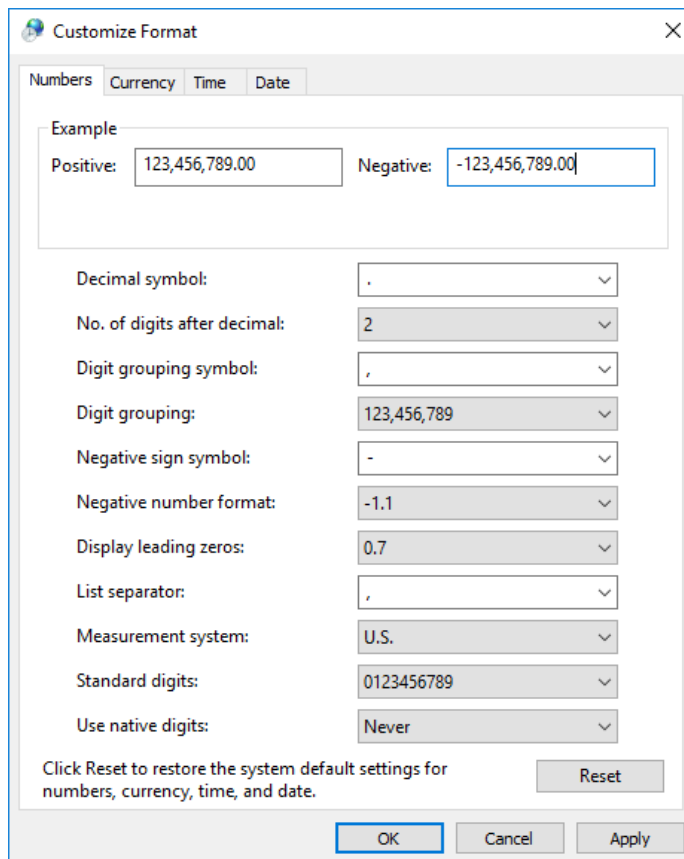 Customize Format
Numbers Currency Time Date
Example
Positive: 123,456,789.00 Negative: -123,456,789.00
Decimal symbol: .
No. of digits after decimal: 2
Digit grouping symbol: ,
Digit grouping: 123,456,789
Negative sign symbol: -
Negative number format: -1.1
Display leading zeros: 0.7
List separator: ,
Measurement system: U.S.
Standard digits: 0123456789
Use native digits: Never
Click Reset to restore the system default settings for
numbers, currency, time, and date.
Reset
OK Cancel Apply